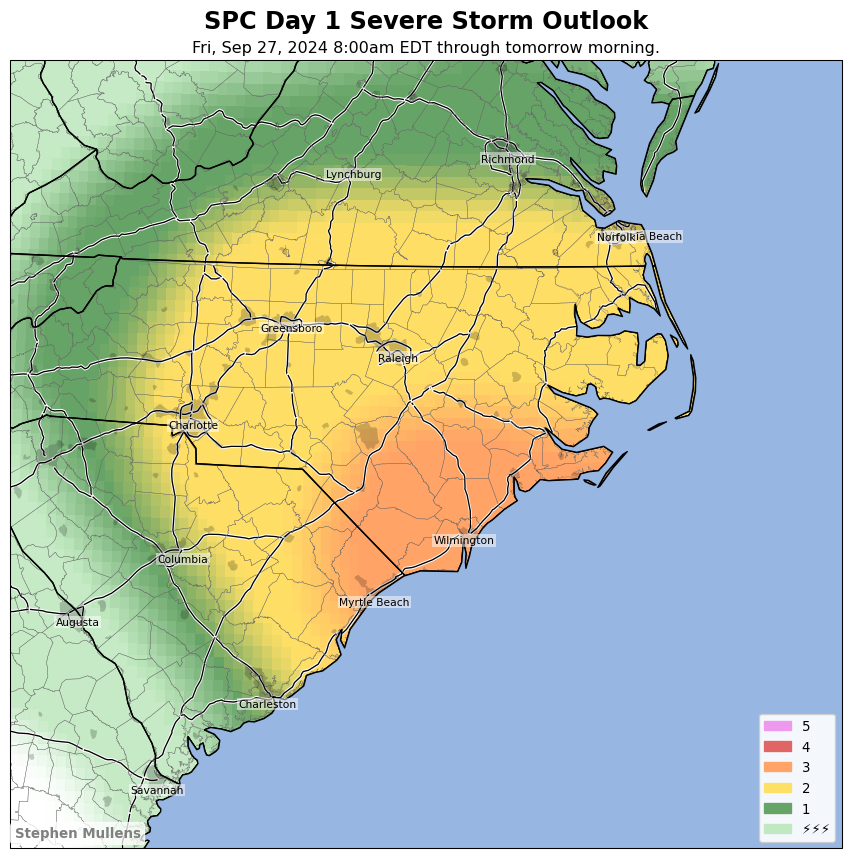 SPC Day 1 Severe Storm Outlook
Fri, Sep 27, 2024 8:00am EDT through tomorrow morning.
Richmond
Lynchburg
Norfolk
ia Beach
Greensboro
Raleigh
Charlotte
Wilmington
Columbia
Myrtle Beach
Augusta
Charleston
Savannah
5
4
3
2
1
⚡⚡⚡
Stephen Mullens